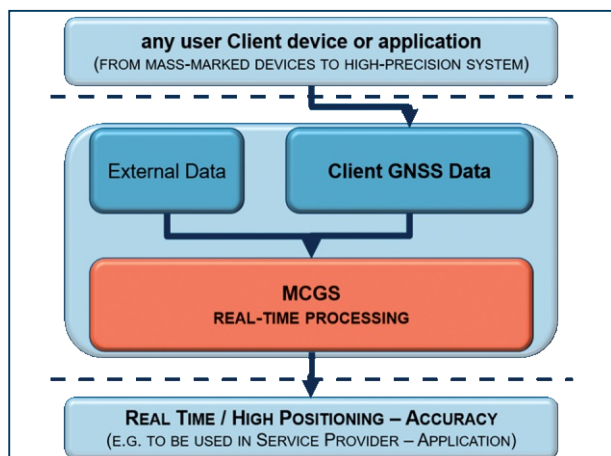 any user Client device or application
(FROM MASS-MARKED DEVICES TO HIGH-PRECISION SYSTEM)
External Data
Client GNSS Data
MCGS
REAL-TIME PROCESSING
REAL TIME / HIGH POSITIONING – ACCURACY
(E.G. TO BE USED IN SERVICE PROVIDER – APPLICATION)